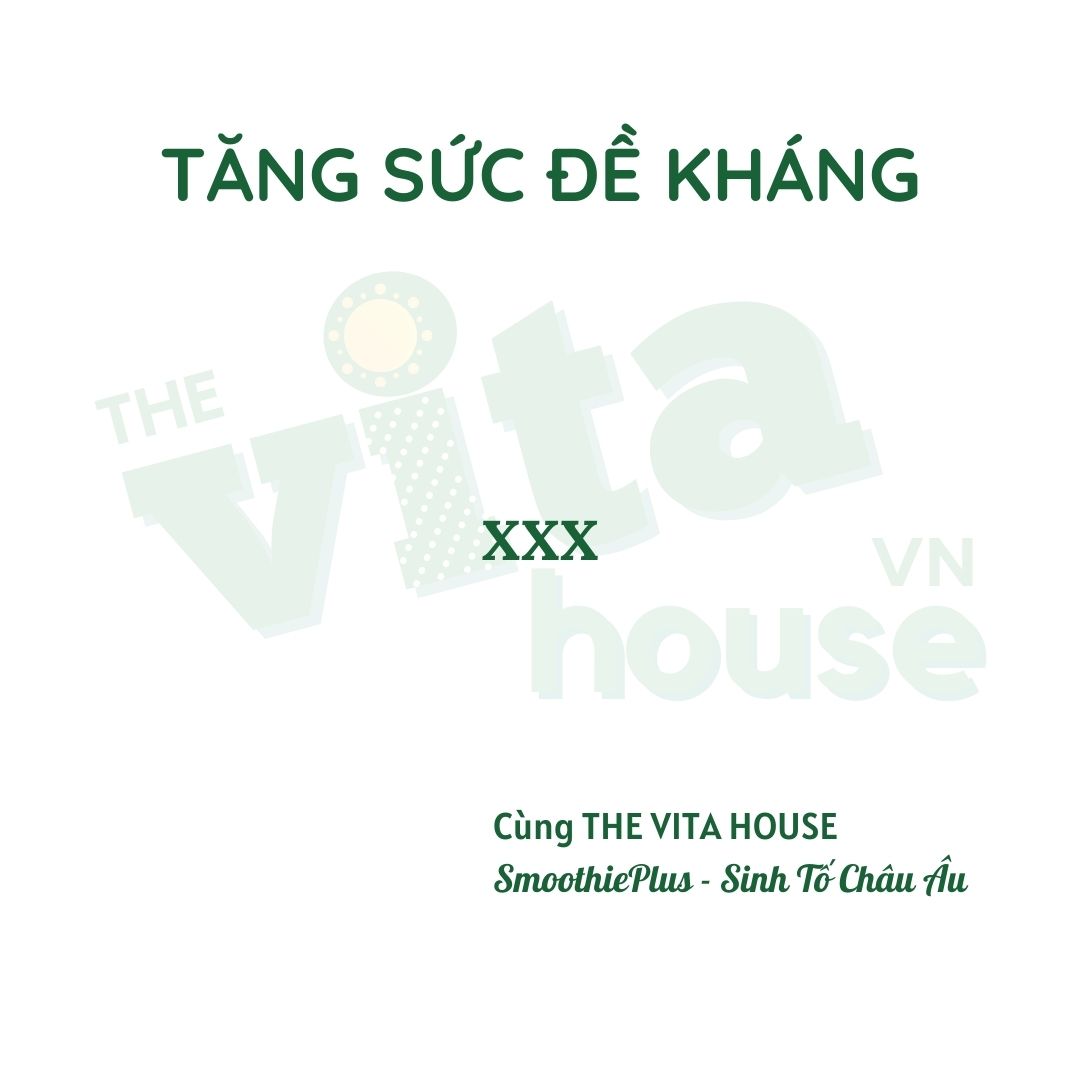 TĂNG SỨC ĐỀ KHÁNG
THE
vita
xxx
VN
house
Cùng THE VITA HOUSE
SmoothiePlus - Sinh Tố Châu Âu